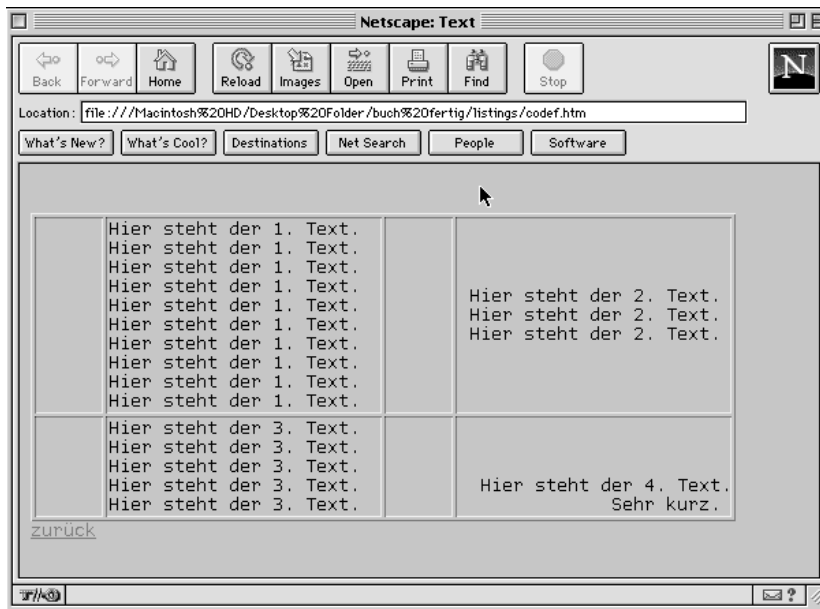 Netscape: Text
Back Forward Home Reload Images Open Print Find Stop
N
Location: file:///Macintosh%20HD/Desktop%20Folder/buch%20fertig/listings/codef.htm
What's New? What's Cool? Destinations Net Search People Software
Hier steht der 1. Text.
Hier steht der 1. Text.
Hier steht der 1. Text.
Hier steht der 1. Text.
Hier steht der 1. Text.
Hier steht der 1. Text.
Hier steht der 1. Text.
Hier steht der 1. Text.
Hier steht der 1. Text.
Hier steht der 1. Text.
Hier steht der 2. Text.
Hier steht der 2. Text.
Hier steht der 2. Text.
Hier steht der 3. Text.
Hier steht der 3. Text.
Hier steht der 3. Text.
Hier steht der 3. Text.
Hier steht der 3. Text.
Hier steht der 4. Text.
Sehr kurz.
zurück
?